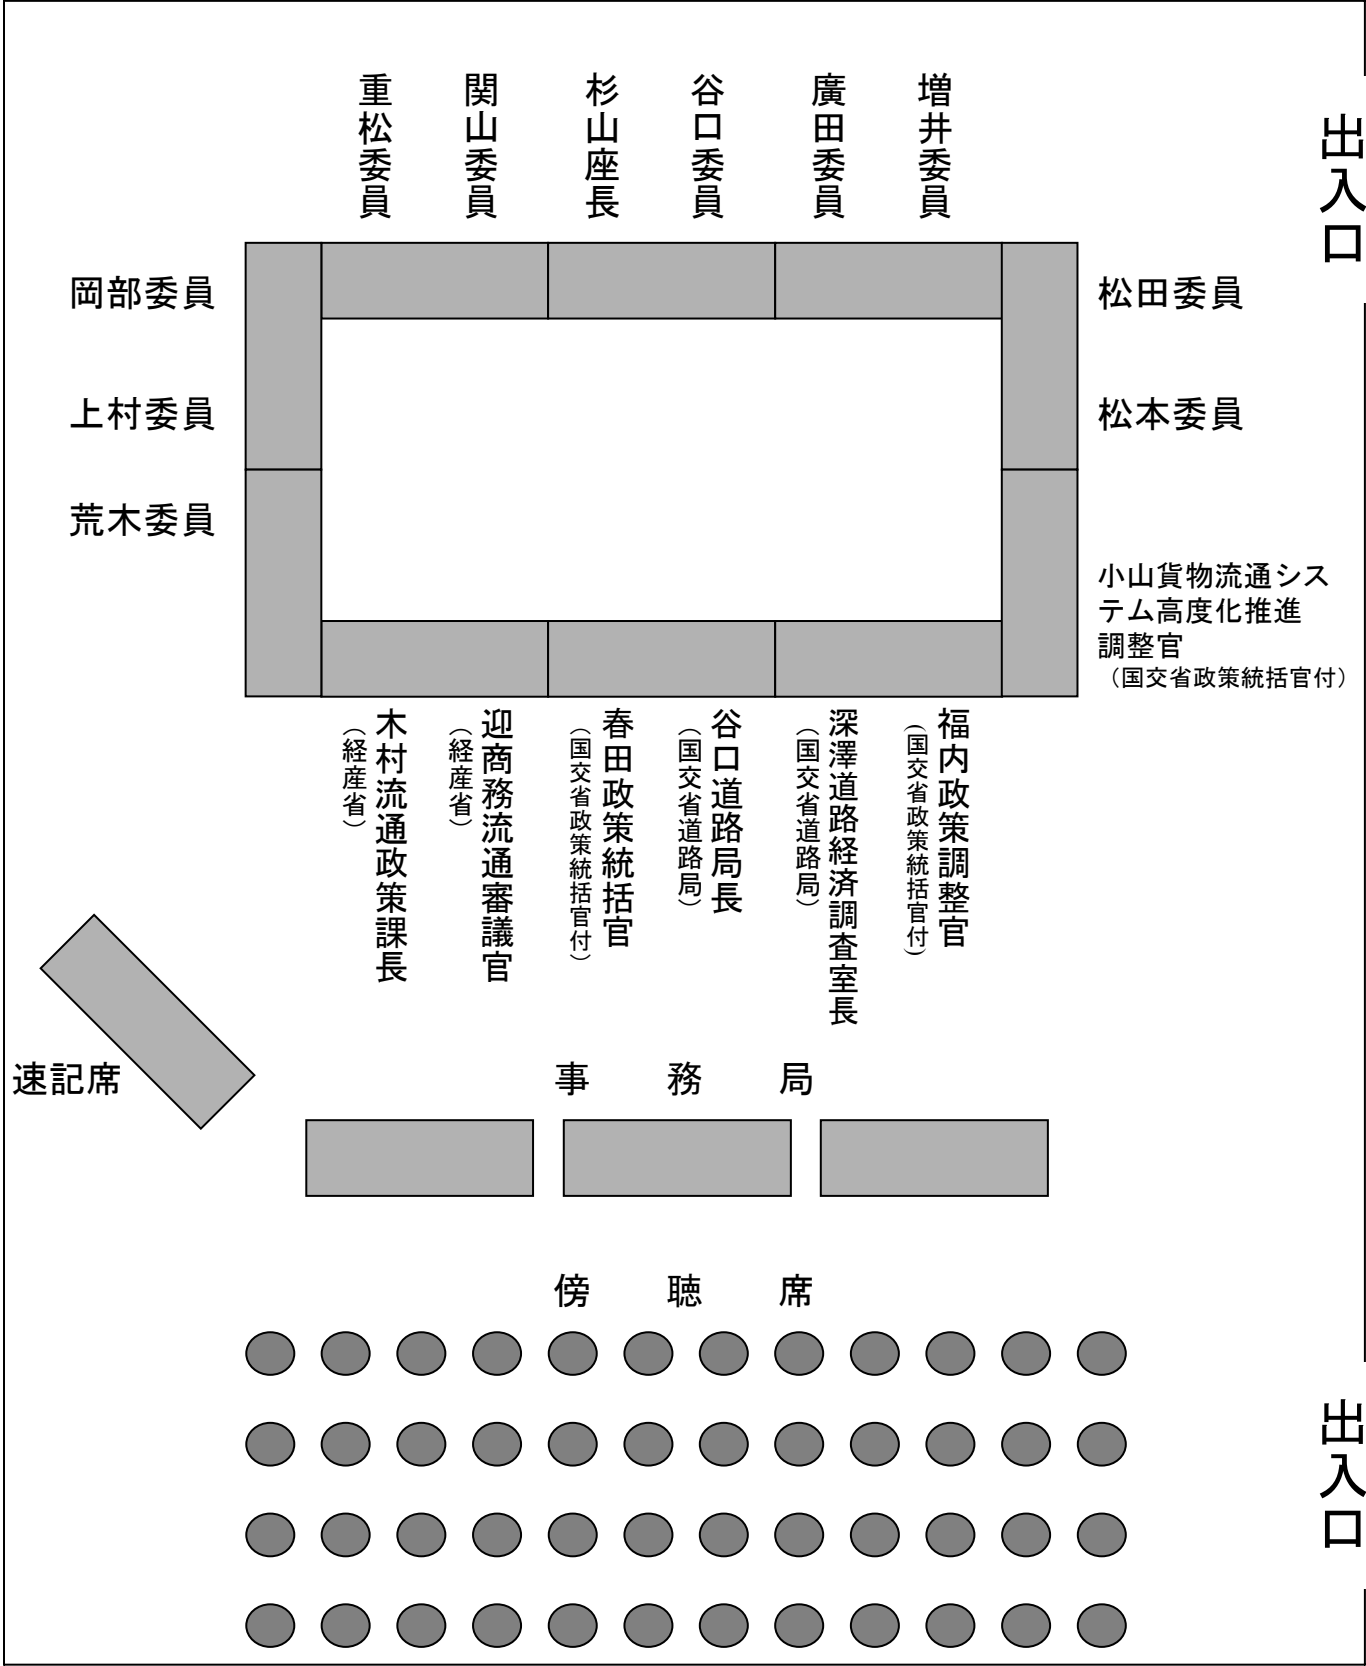 重松委員
関山委員
杉山座長
谷口委員
廣田委員
増井委員
出入口
岡部委員
上村委員
荒木委員
松田委員
松本委員
小山貨物流通シス
テム高度化推進
調整官
（国交省政策統括官付）
木村流通政策課長
（経産省）
迎商務流通審議官
（経産省）
春田政策統括官
（国交省政策統括官付）
谷口道路局長
（国交省道路局）
深澤道路経済調査室長
（国交省道路局）
福内政策調整官
（国交省政策統括官付）
速記席
事　務　局
傍　聴　席
出入口